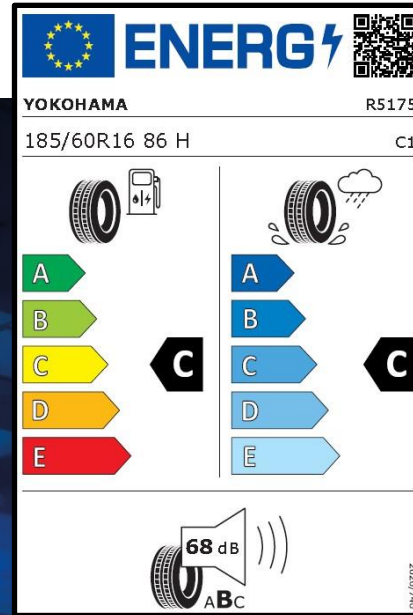 ENERG
YOKOHAMA R5175
185/60R16 86 H C1
A A
B B
C C C C
D D
E E
68 dB
ABC